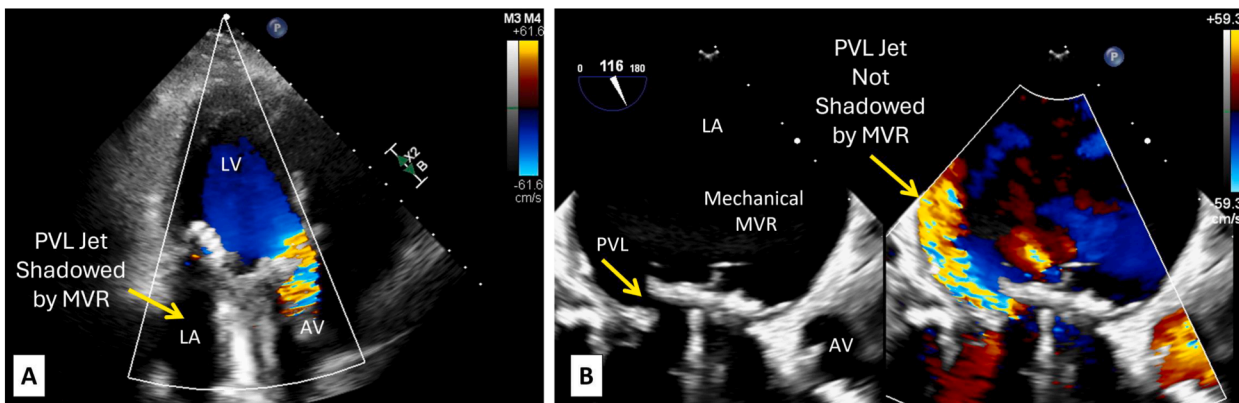 M3 M4
+61.6
P
LV
X2
B
-61.6
cm/s
PVL Jet
Shadowed
by MVR
LA
AV
A
116
0
180
PVL Jet
Not
Shadowed
by MVR
P
+59.3
LA
Mechanical
MVR
PVL
-59.3
cm/s
AV
B